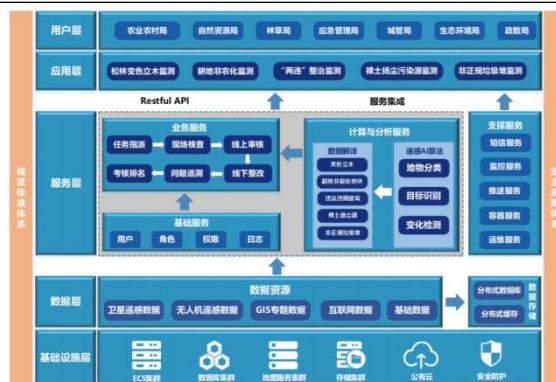 用户层
农业农村局 自然资源局 林草局 应急管理局 城管局 生态环境局 政数局
应用层
松林变色立木监测 耕地非农化监测 “两违”整治监测 裸土扬尘污染源监测 非正规垃圾堆监测
Restful API 服务集成
规范标准体系
服务层
业务服务
任务指派 现场核查 线上审核
考核排名 问题追溯 线下整改
基础服务
用户 角色 权限 日志
计算与分析服务
数据解译
变色立木
耕地非农化地块
违法违规建筑
裸土扬尘源
非正规垃圾堆
遥感AI算法
地物分类
目标识别
变化检测
支撑服务
短信服务
监控服务
推送服务
容器服务
运维服务
数据层
数据资源
卫星遥感数据 无人机遥感数据 GIS专题数据 互联网数据 基础数据
分布式数据库
分布式缓存
数据存储
基础设施层
ECS集群 数据库集群 地图服务集群 存储集群 公有云 安全防护